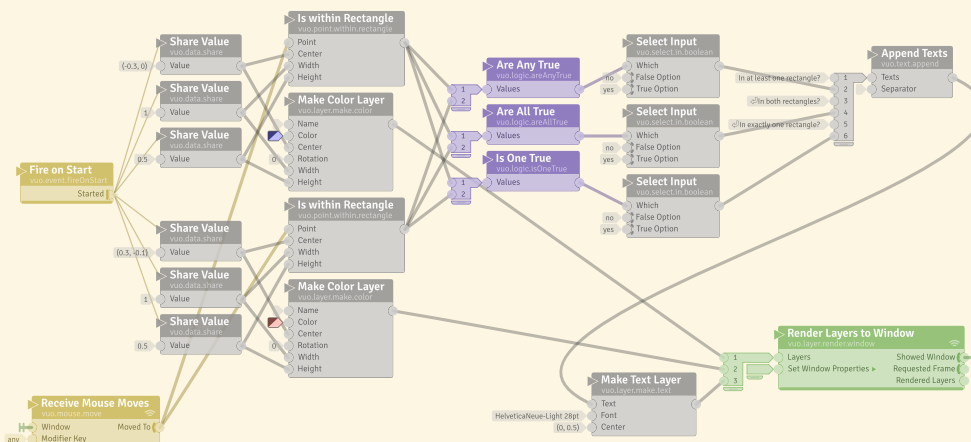 Fire on Start
vuo.event.fireOnStart
Started
Receive Mouse Moves
vuo.mouse.move
Window
Moved To
any
Modifier Key
Share Value
vuo.data.share
(-0.3, 0)
Value
Share Value
vuo.data.share
1
Value
Share Value
vuo.data.share
0.5
Value
Share Value
vuo.data.share
(0.3, -0.1)
Value
Share Value
vuo.data.share
1
Value
Share Value
vuo.data.share
0.5
Value
Is within Rectangle
vuo.point.within.rectangle
Point
Center
Width
Height
Make Color Layer
vuo.layer.make.color
Name
Color
Center
0
Rotation
Width
Height
Is within Rectangle
vuo.point.within.rectangle
Point
Center
Width
Height
Make Color Layer
vuo.layer.make.color
Name
Color
Center
0
Rotation
Width
Height
Are Any True
vuo.logic.areAnyTrue
1
Values
2
Are All True
vuo.logic.areAllTrue
1
Values
2
Is One True
vuo.logic.isOneTrue
1
Values
2
Select Input
vuo.select.in.boolean
Which
no
False Option
yes
True Option
Select Input
vuo.select.in.boolean
Which
no
False Option
yes
True Option
Select Input
vuo.select.in.boolean
Which
no
False Option
yes
True Option
In at least one rectangle?
1
2
⏎In both rectangles?
3
4
⏎In exactly one rectangle?
5
6
Append Texts
vuo.text.append
Texts
Separator
Make Text Layer
vuo.layer.make.text
Text
HelveticaNeue-Light 28pt
Font
(0, 0.5)
Center
Render Layers to Window
vuo.layer.render.window
1
Layers
Showed Window
2
Set Window Properties ▸
Requested Frame
3
Rendered Layers